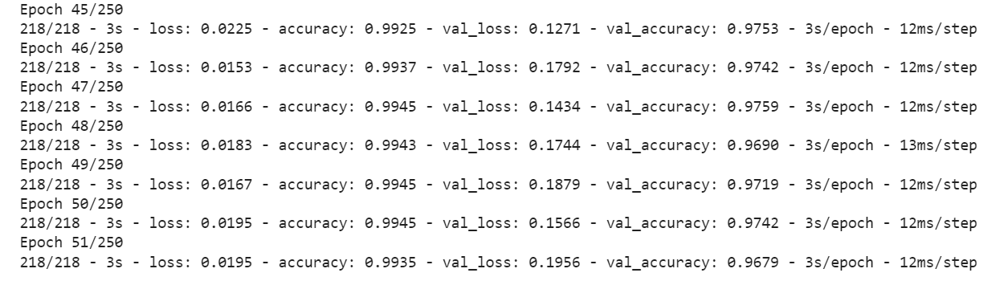 Epoch 45/250
218/218 - 3s - loss: 0.0225 - accuracy: 0.9925 - val_loss: 0.1271 - val_accuracy: 0.9753 - 3s/epoch - 12ms/step
Epoch 46/250
218/218 - 3s - loss: 0.0153 - accuracy: 0.9937 - val_loss: 0.1792 - val_accuracy: 0.9742 - 3s/epoch - 12ms/step
Epoch 47/250
218/218 - 3s - loss: 0.0166 - accuracy: 0.9945 - val_loss: 0.1434 - val_accuracy: 0.9759 - 3s/epoch - 12ms/step
Epoch 48/250
218/218 - 3s - loss: 0.0183 - accuracy: 0.9943 - val_loss: 0.1744 - val_accuracy: 0.9690 - 3s/epoch - 13ms/step
Epoch 49/250
218/218 - 3s - loss: 0.0167 - accuracy: 0.9945 - val_loss: 0.1879 - val_accuracy: 0.9719 - 3s/epoch - 12ms/step
Epoch 50/250
218/218 - 3s - loss: 0.0195 - accuracy: 0.9945 - val_loss: 0.1566 - val_accuracy: 0.9742 - 3s/epoch - 12ms/step
Epoch 51/250
218/218 - 3s - loss: 0.0195 - accuracy: 0.9935 - val_loss: 0.1956 - val_accuracy: 0.9679 - 3s/epoch - 12ms/step